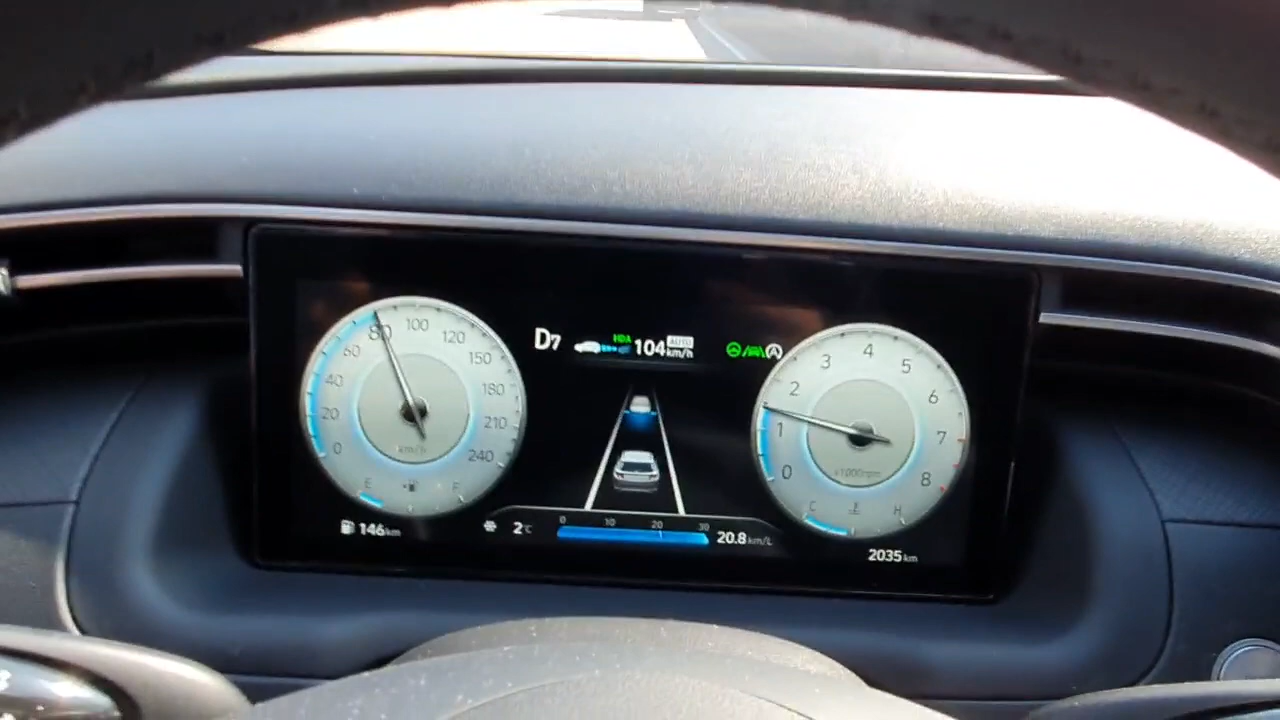 0
20
40
60
80
100
120
150
180
210
240
km/h
E
F
146km
D7
HDA
104 AUTO km/h
2℃
0 10 20 30
20.8km/L
0
1
2
3
4
5
6
7
8
x1000rpm
C
H
2035km